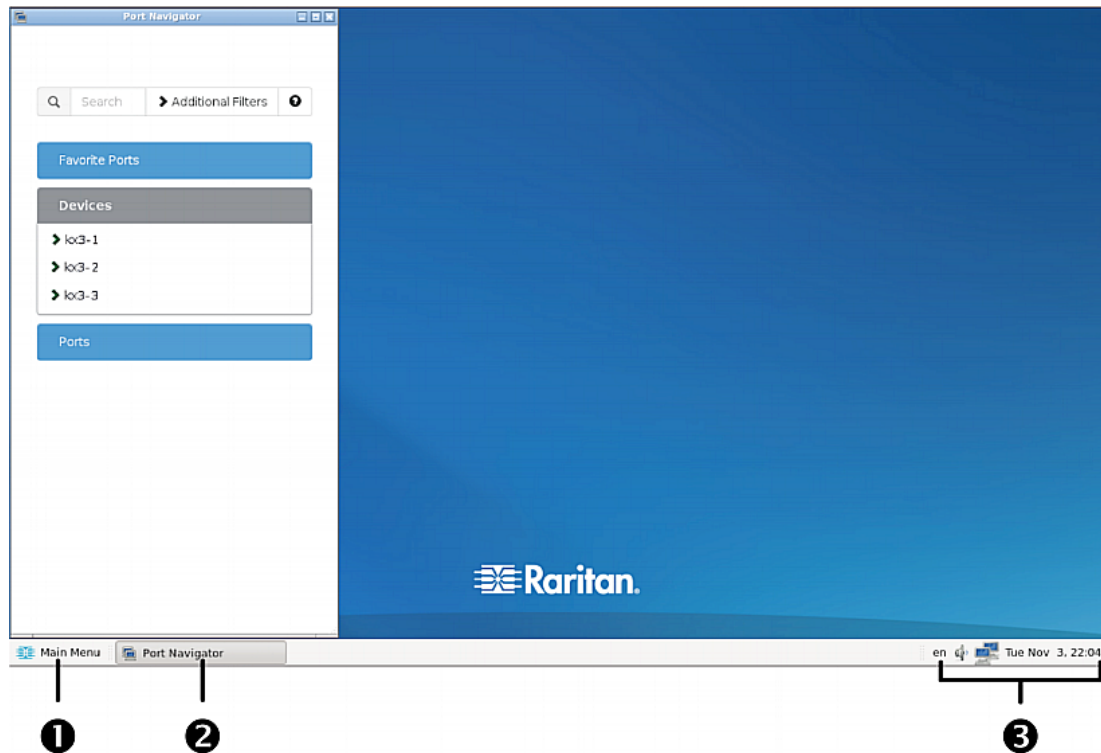 Port Navigator
Search
Additional Filters
?
Favorite Ports
Devices
kx3-1
kx3-2
kx3-3
Ports
Raritan.
Main Menu
Port Navigator
en
Tue Nov 3, 22:04
1
2
3